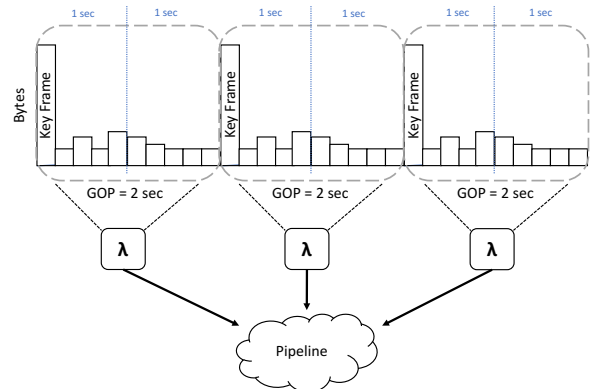 1 sec 1 sec 1 sec 1 sec 1 sec 1 sec
Bytes
Key Frame Key Frame Key Frame
GOP = 2 sec GOP = 2 sec GOP = 2 sec
λ λ λ
Pipeline